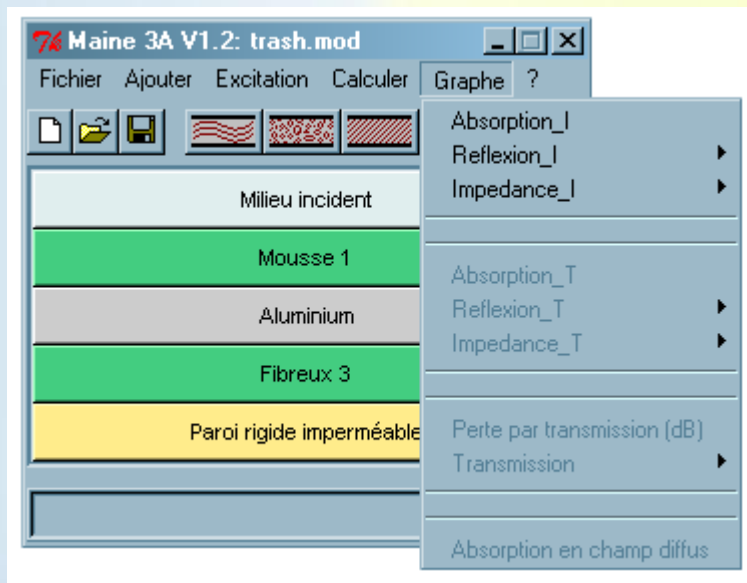 Maine 3A V1.2: trash.mod
Fichier Ajouter Excitation Calculer Graphe ?
Absorption_I
Reflexion_I
Impedance_I
Absorption_T
Reflexion_T
Impedance_T
Perte par transmission (dB)
Transmission
Absorption en champ diffus
Milieu incident
Mousse 1
Aluminium
Fibreux 3
Paroi rigide imperméable